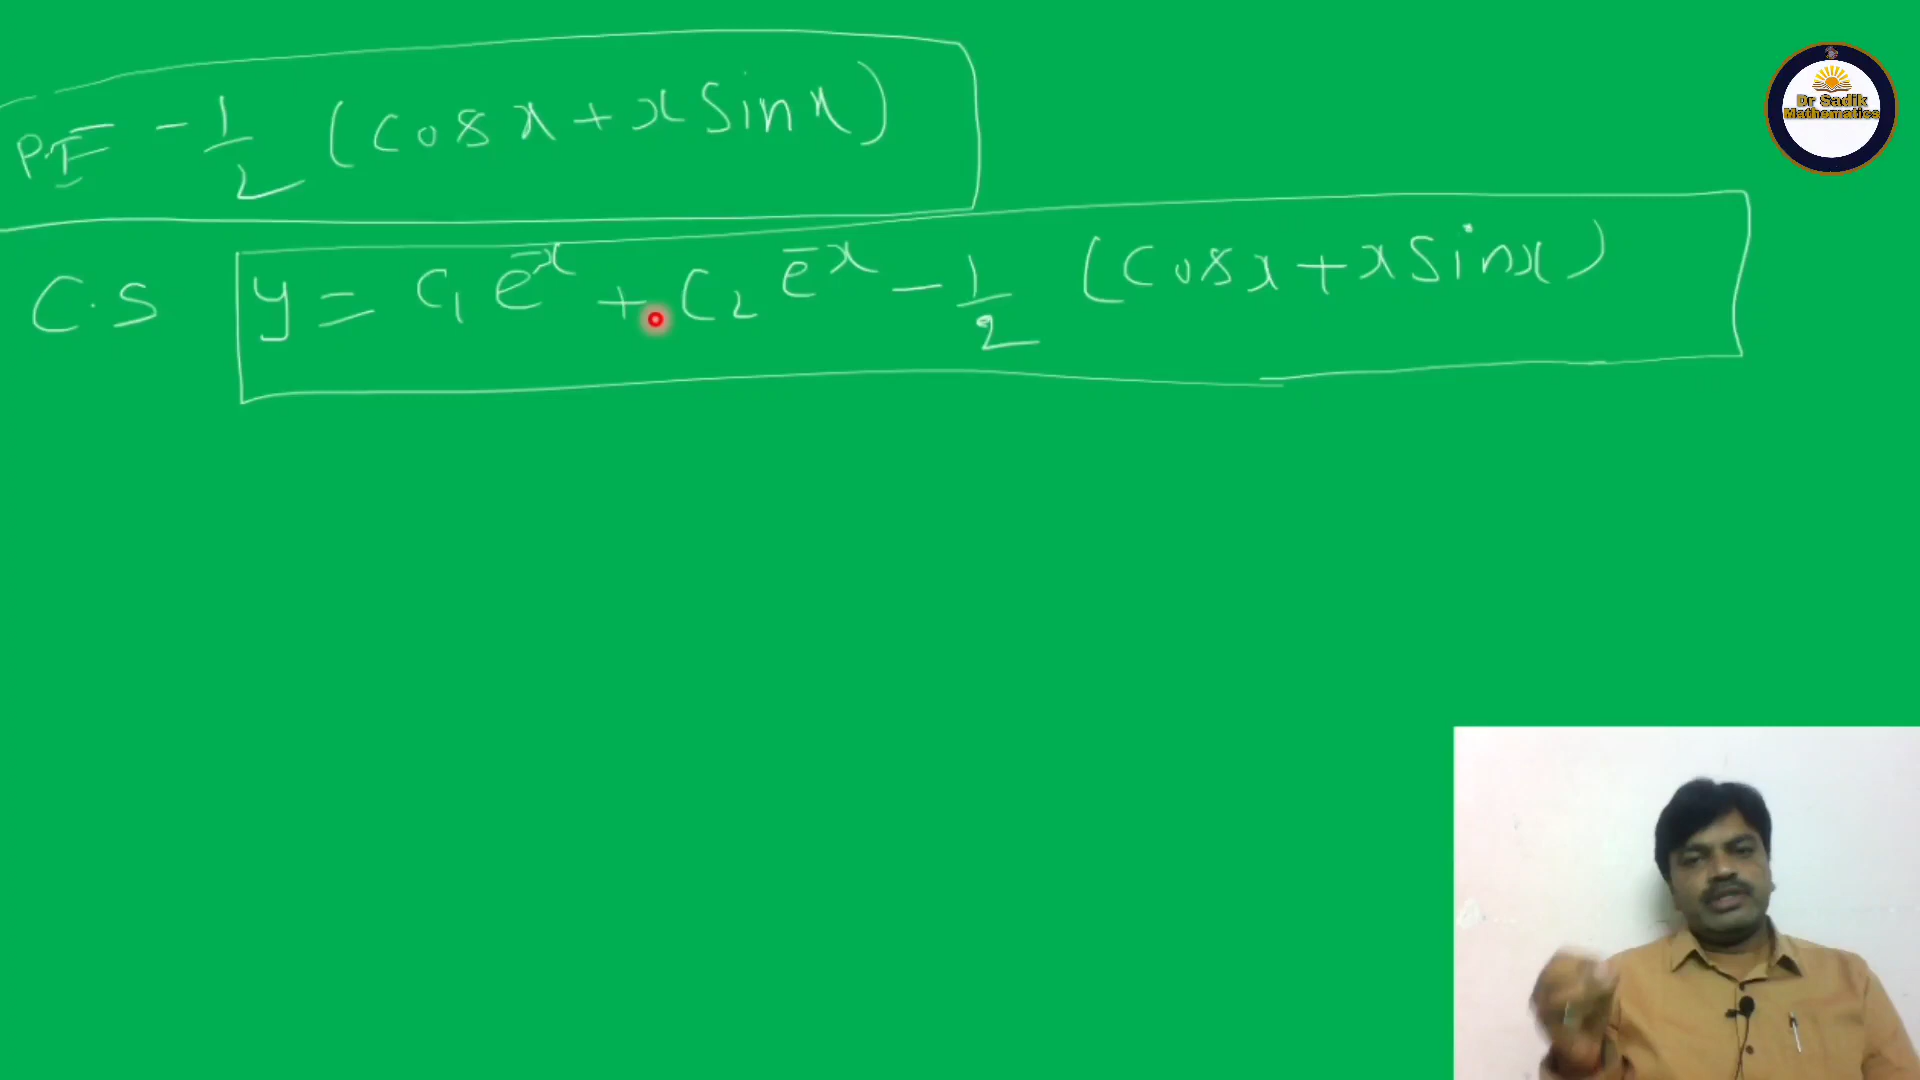 P.I = -1/2 (cos x + x sin x)
C.S y = C₁ e⁻ˣ + C₂ e⁻ˣ - 1/2 (cos x + x sin x)
Dr Sadik
Mathematics